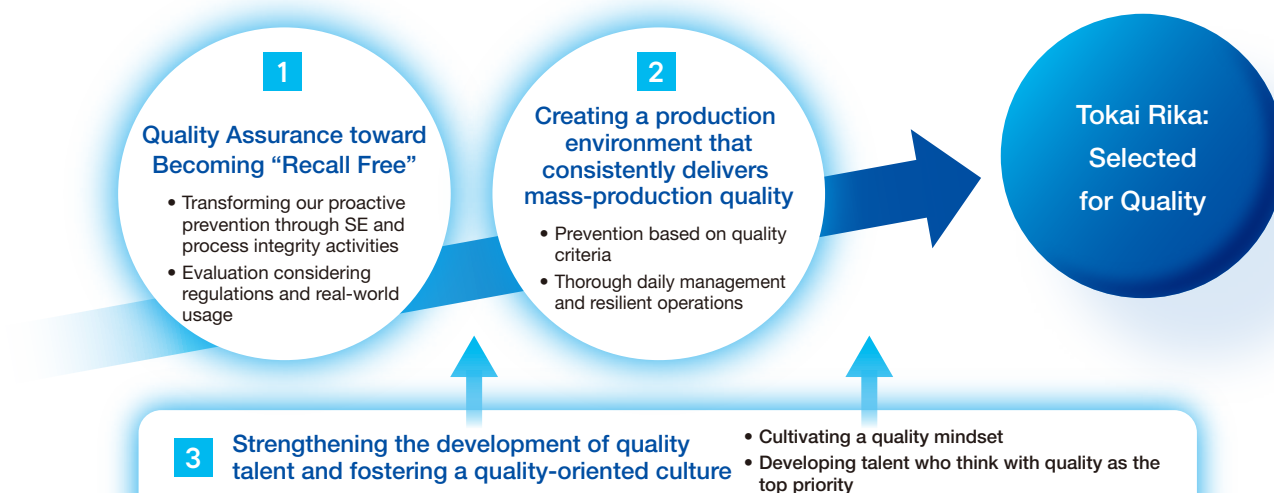 1
Quality Assurance toward
Becoming “Recall Free”
• Transforming our proactive
prevention through SE and
process integrity activities
• Evaluation considering
regulations and real-world
usage
2
Creating a production
environment that
consistently delivers
mass-production quality
• Prevention based on quality
criteria
• Thorough daily management
and resilient operations
Tokai Rika:
Selected
for Quality
3
Strengthening the development of quality
talent and fostering a quality-oriented culture
• Cultivating a quality mindset
• Developing talent who think with quality as the
top priority